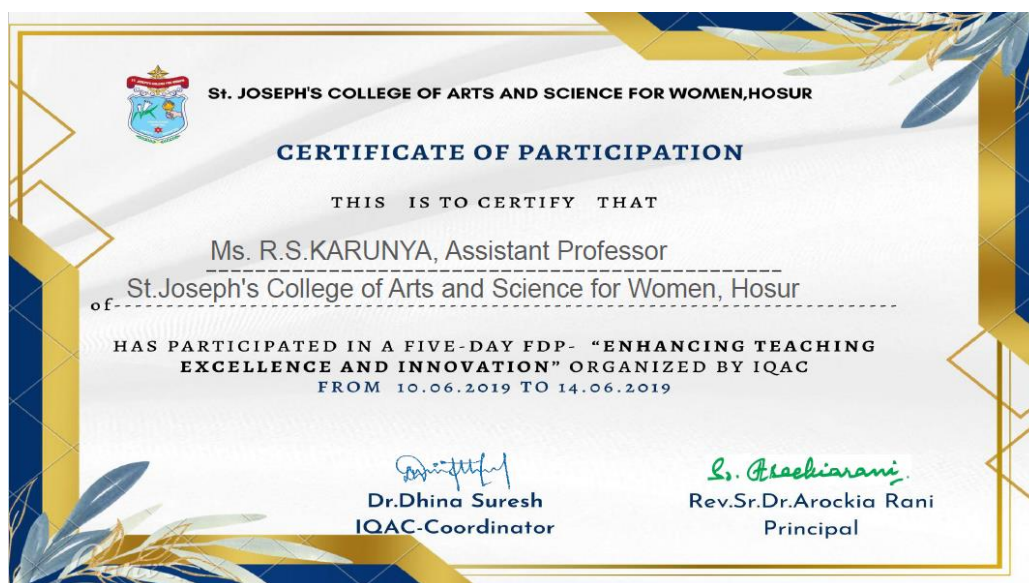 St. JOSEPH'S COLLEGE OF ARTS AND SCIENCE FOR WOMEN,HOSUR
CERTIFICATE OF PARTICIPATION
THIS IS TO CERTIFY THAT
Ms. R.S.KARUNYA, Assistant Professor
of St.Joseph's College of Arts and Science for Women, Hosur
HAS PARTICIPATED IN A FIVE-DAY FDP- “ENHANCING TEACHING
EXCELLENCE AND INNOVATION” ORGANIZED BY IQAC
FROM 10.06.2019 TO 14.06.2019
Dr.Dhina Suresh
IQAC-Coordinator
Rev.Sr.Dr.Arockia Rani
Principal